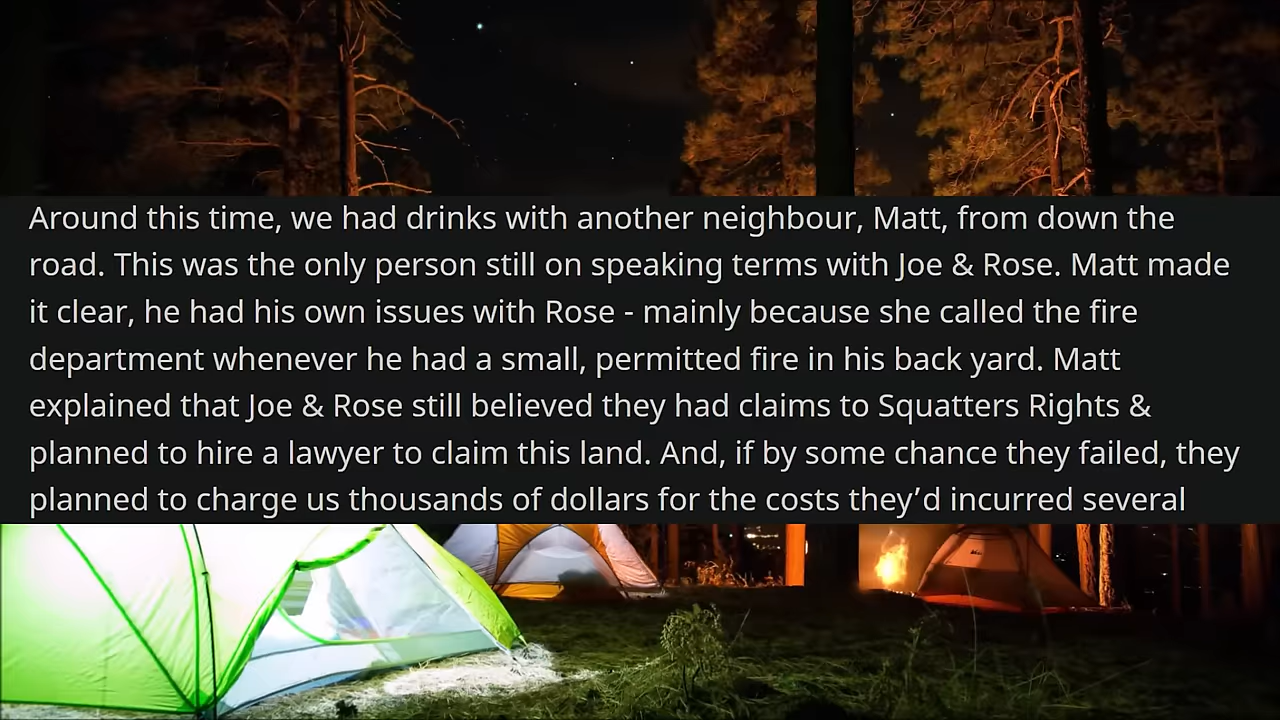 Around this time, we had drinks with another neighbour, Matt, from down the
road. This was the only person still on speaking terms with Joe & Rose. Matt made
it clear, he had his own issues with Rose - mainly because she called the fire
department whenever he had a small, permitted fire in his back yard. Matt
explained that Joe & Rose still believed they had claims to Squatters Rights &
planned to hire a lawyer to claim this land. And, if by some chance they failed, they
planned to charge us thousands of dollars for the costs they’d incurred several